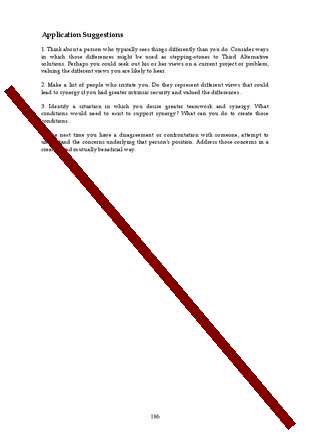 Application Suggestions
1. Think about a person who typically sees things differently than you do. Consider ways
in which those differences might be used as stepping-stones to Third Alternative
solutions. Perhaps you could seek out his or her views on a current project or problem,
valuing the different views you are likely to hear.
2. Make a list of people who irritate you. Do they represent different views that could
lead to synergy if you had greater intrinsic security and valued the differences.
3. Identify a situation in which you desire greater teamwork and synergy. What
conditions would need to exist to support synergy? What can you do to create those
conditions.
next time you have a disagreement or confrontation with someone, attempt to
the concerns underlying that person's position. Address those concerns in a
and mutually beneficial way.
186